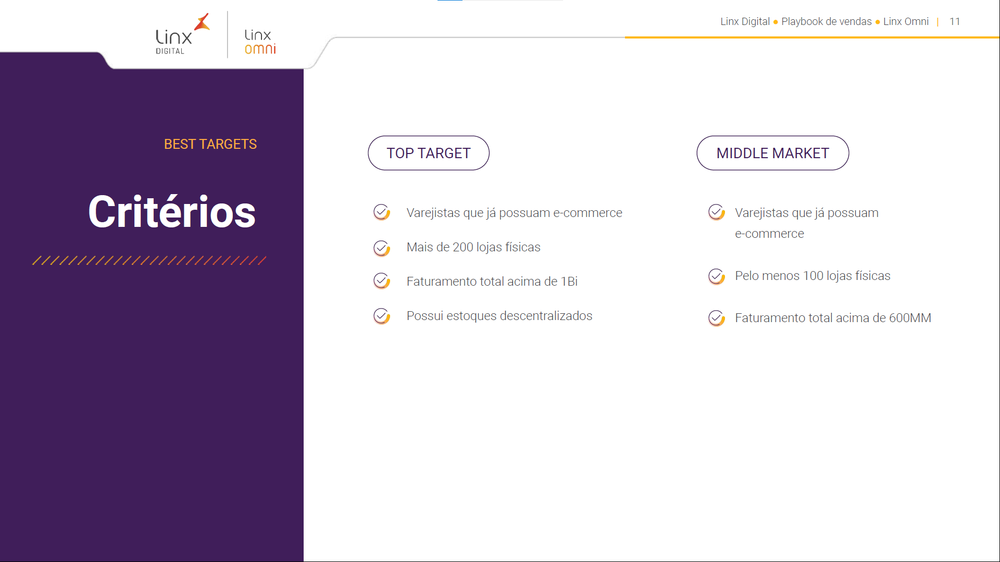 Linx
DIGITAL
Linx
omni
Linx Digital ● Playbook de vendas ● Linx Omni | 11
BEST TARGETS
Critérios
TOP TARGET
Varejistas que já possuam e-commerce
Mais de 200 lojas físicas
Faturamento total acima de 1Bi
Possui estoques descentralizados
MIDDLE MARKET
Varejistas que já possuam
e-commerce
Pelo menos 100 lojas físicas
Faturamento total acima de 600MM